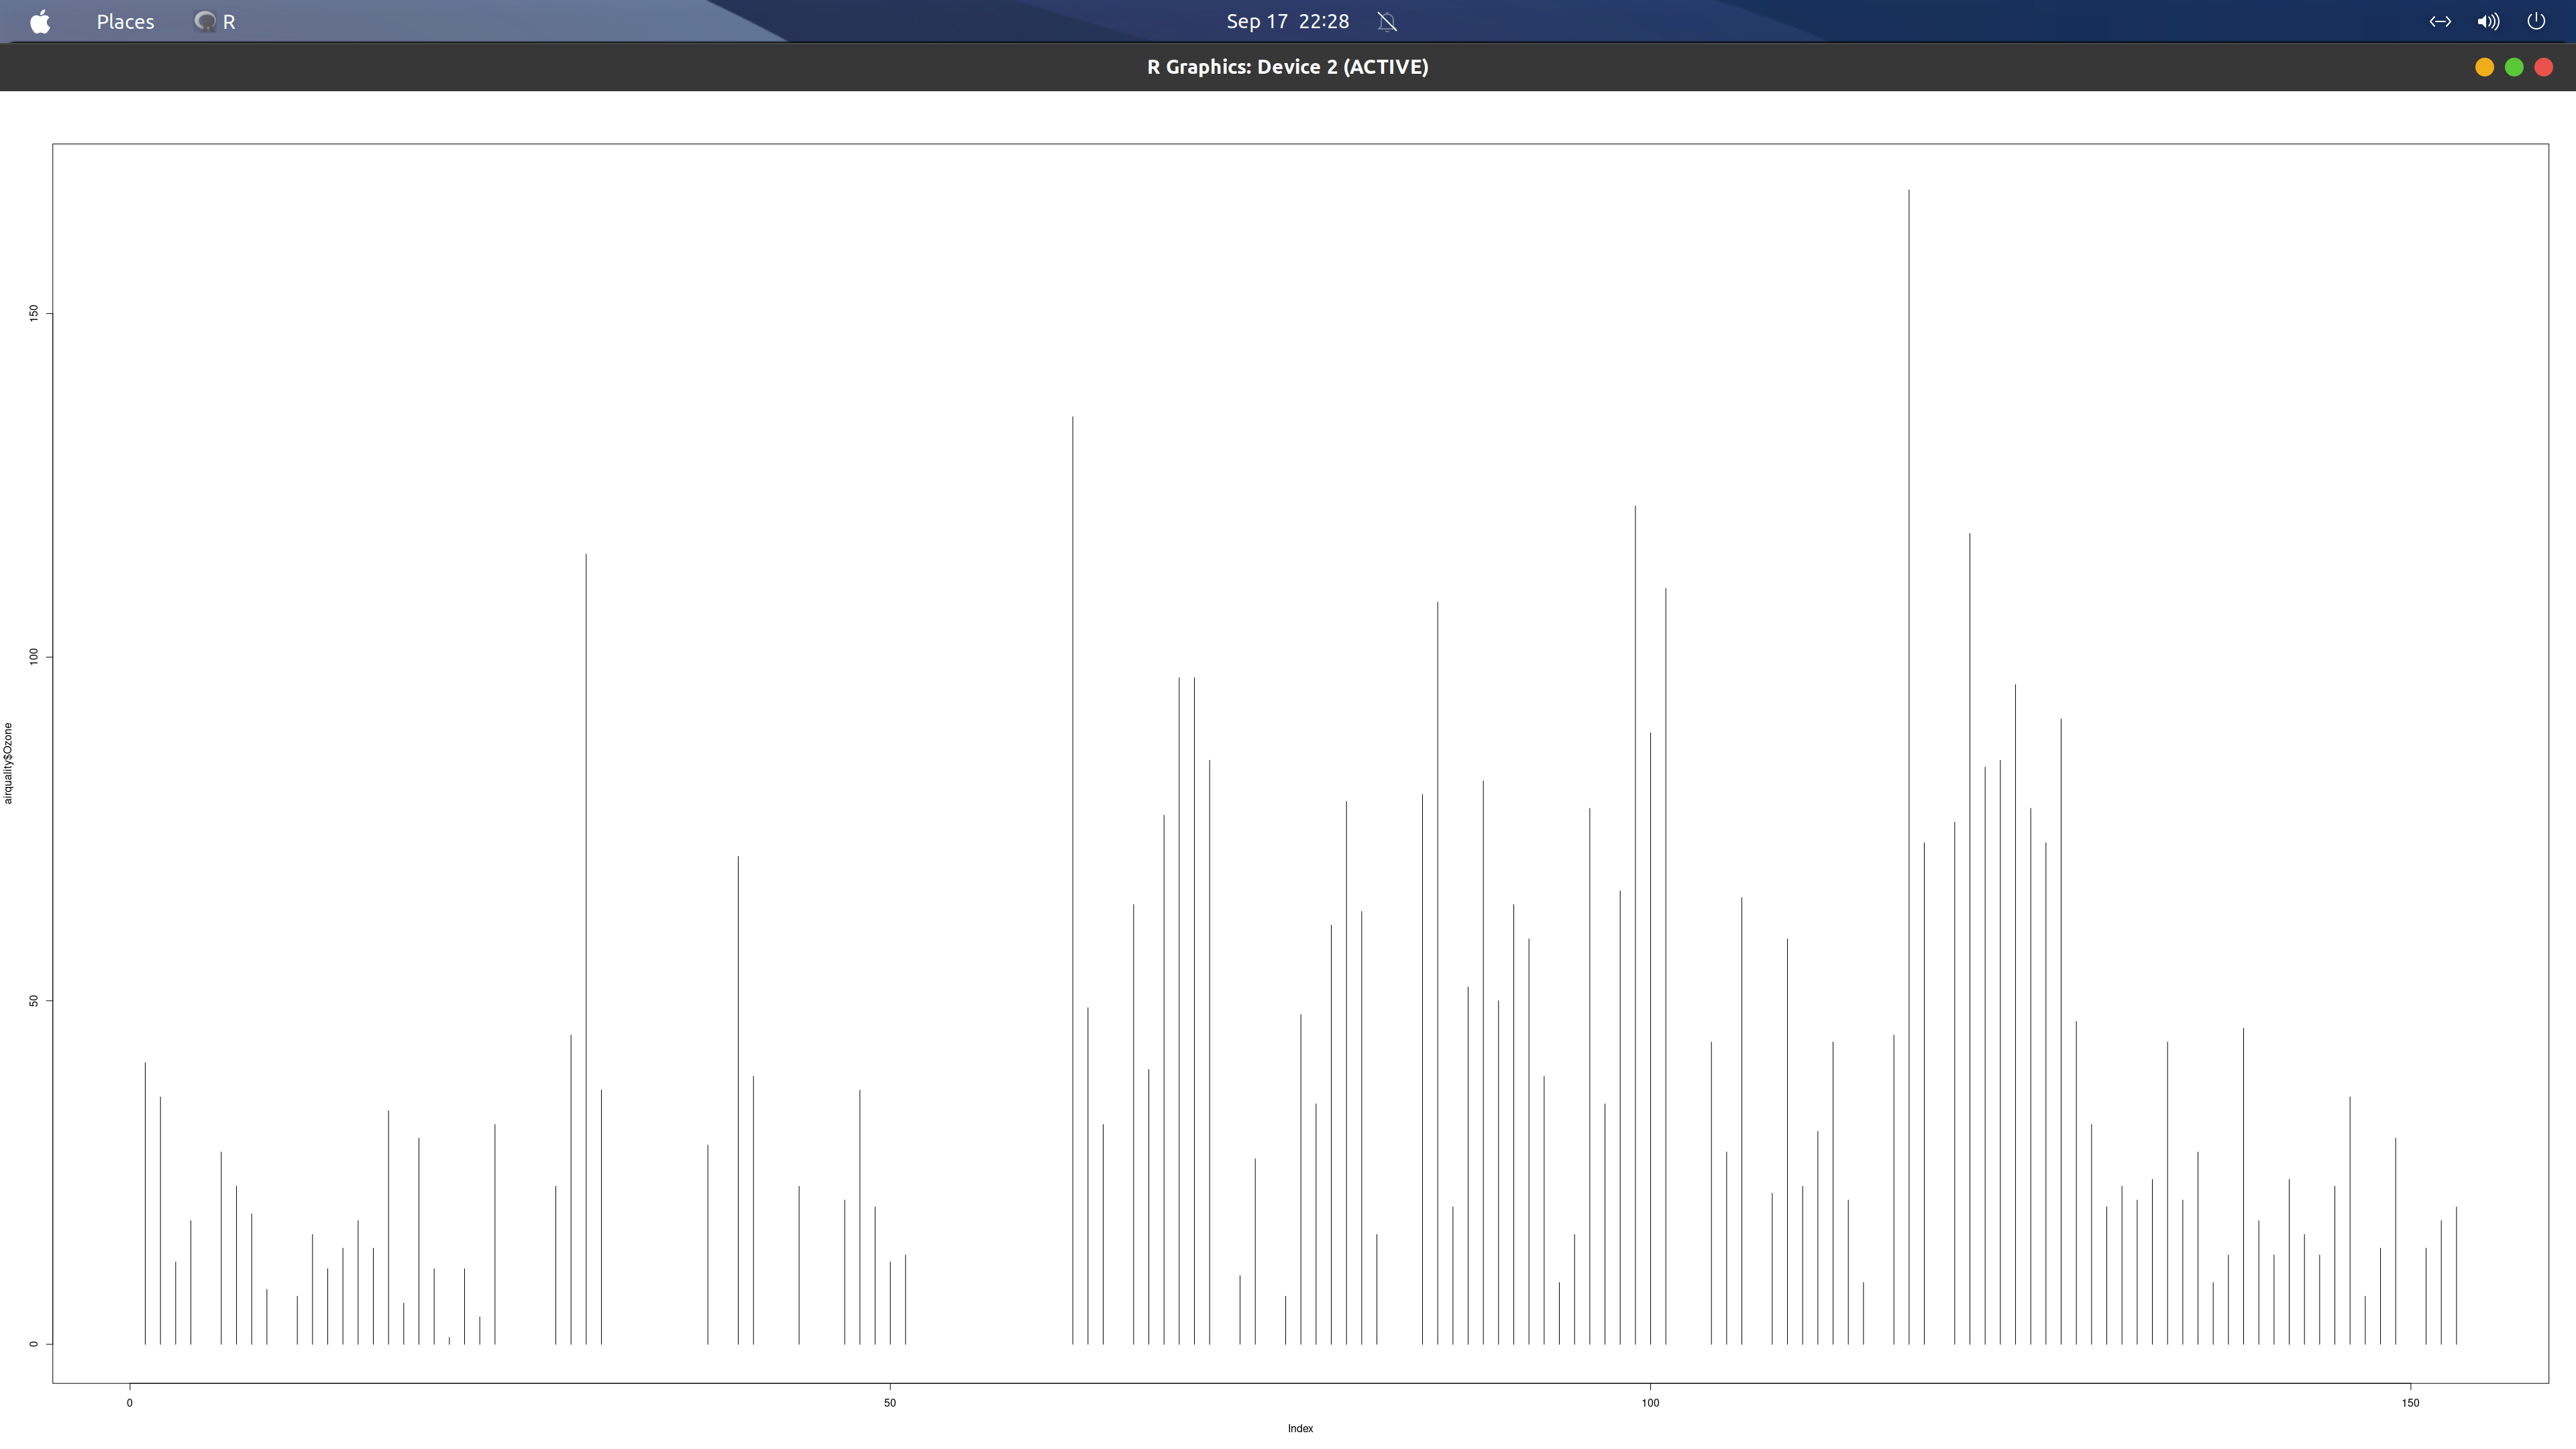 Places R Sep 17 22:28
R Graphics: Device 2 (ACTIVE)
150
100
50
0
airquality$Ozone
0 50 100 150
Index